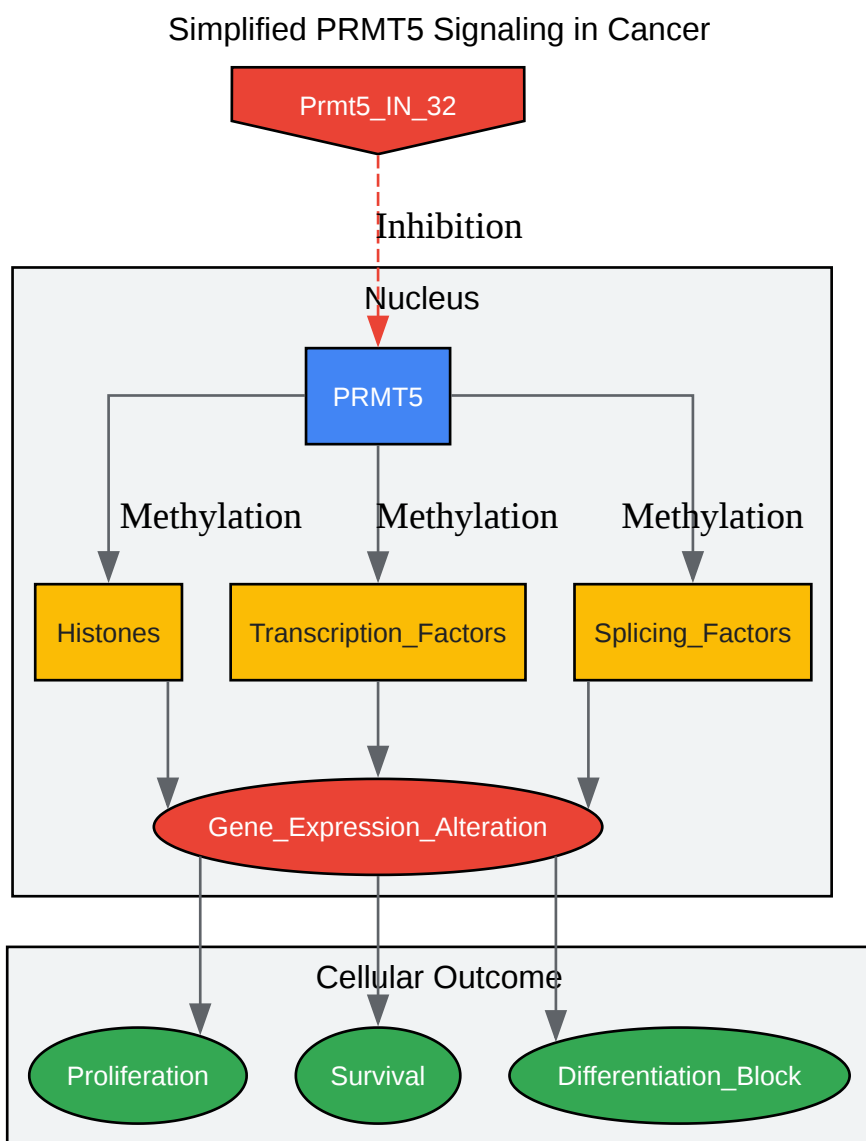 Simplified PRMT5 Signaling in Cancer
Prmt5_IN_32
Inhibition
Nucleus
PRMT5
Methylation Methylation Methylation
Histones Transcription_Factors Splicing_Factors
Gene_Expression_Alteration
Cellular Outcome
Proliferation Survival Differentiation_Block